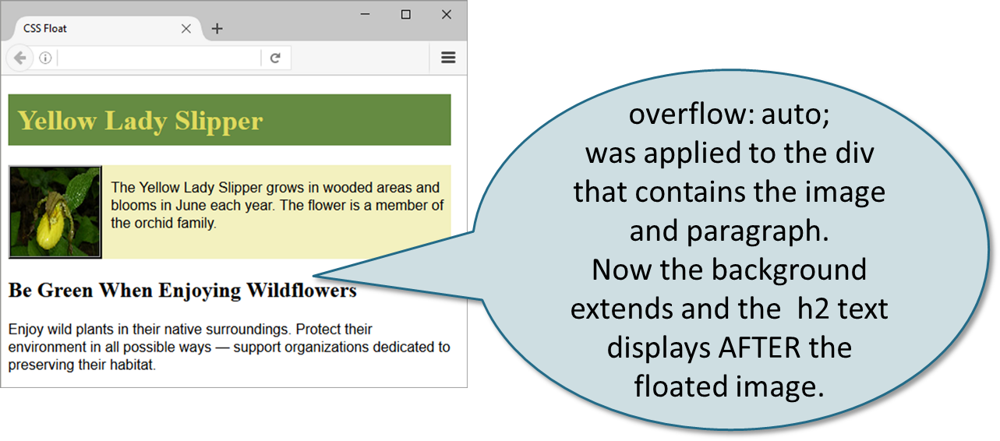 CSS Float
Yellow Lady Slipper
The Yellow Lady Slipper grows in wooded areas and
blooms in June each year. The flower is a member of
the orchid family.
Be Green When Enjoying Wildflowers
Enjoy wild plants in their native surroundings. Protect their
environment in all possible ways — support organizations dedicated to
preserving their habitat.
overflow: auto;
was applied to the div
that contains the image
and paragraph.
Now the background
extends and the  h2 text
displays AFTER the
floated image.